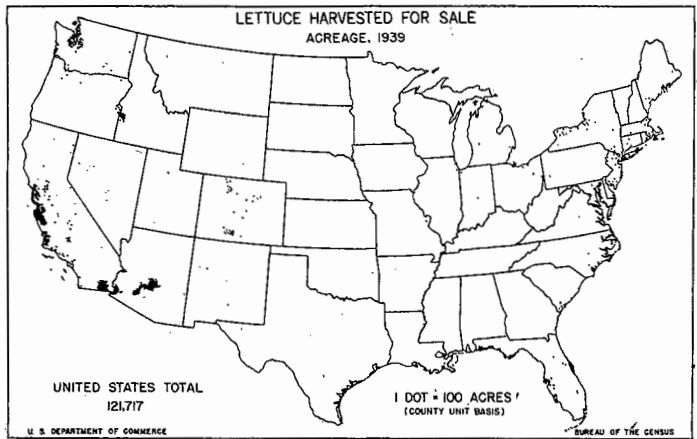 LETTUCE HARVESTED FOR SALE
ACREAGE, 1939
UNITED STATES TOTAL
121,717
1 DOT = 100 ACRES
(COUNTY UNIT BASIS)
U. S. DEPARTMENT OF COMMERCE
BUREAU OF THE CENSUS